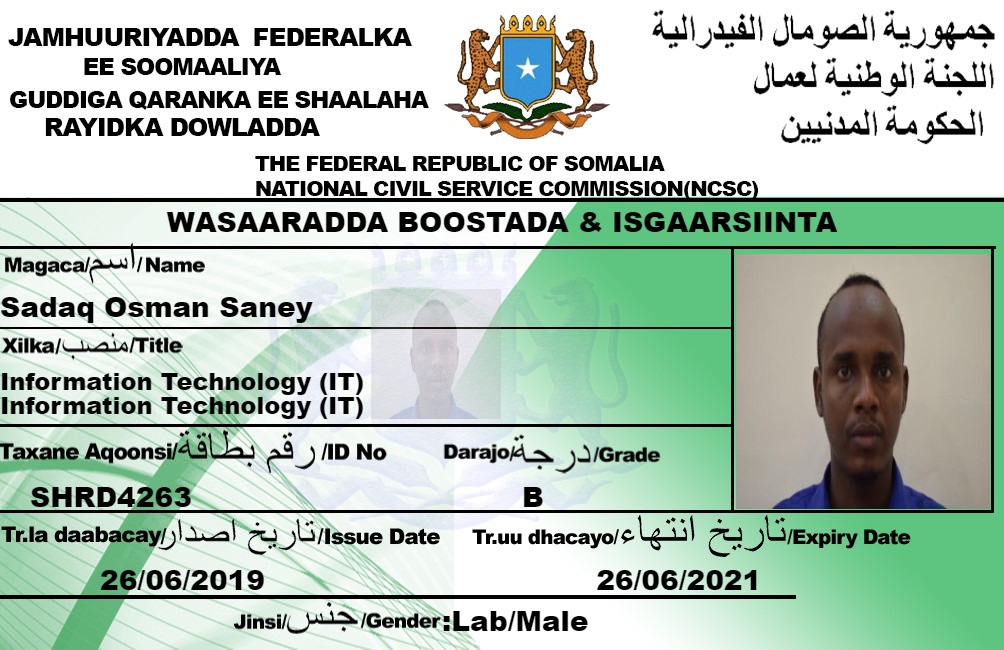 JAMHUURIYADDA FEDERALKA
EE SOOMAALIYA
GUDDIGA QARANKA EE SHAALAHA
RAYIDKA DOWLADDA
جمهورية الصومال الفيدرالية
اللجنة الوطنية لعمال
الحكومة المدنيين
THE FEDERAL REPUBLIC OF SOMALIA
NATIONAL CIVIL SERVICE COMMISSION(NCSC)
WASAARADDA BOOSTADA & ISGAARSIINTA
Magaca/اسم/Name
Sadaq Osman Saney
Xilka/منصب/Title
Information Technology (IT)
Information Technology (IT)
Taxane Aqoonsi/رقم بطاقة/ID No
Darajo/درجة/Grade
SHRD4263
B
Tr.la daabacay/تاريخ اصدار/Issue Date
Tr.uu dhacayo/تاريخ انتهاء/Expiry Date
26/06/2019
26/06/2021
Jinsi/جنس/Gender:Lab/Male